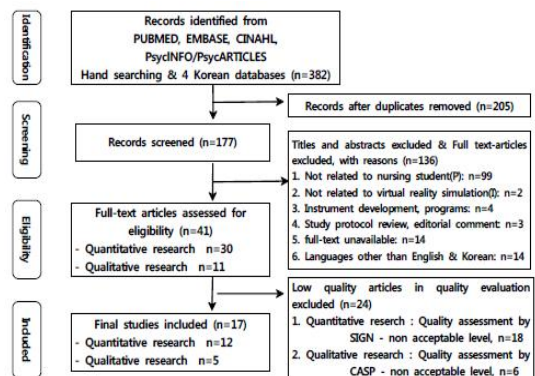 Identification
Records identified from
PUBMED, EMBASE, CINAHL,
PsycINFO/PsycARTICLES
Hand searching & 4 Korean databases (n=382)
Records after duplicates removed (n=205)
Screening
Records screened (n=177)
Titles and abstracts excluded & Full text-articles
excluded, with reasons (n=136)
1. Not related to nursing student(P): n=99
2. Not related to virtual reality simulation(I): n=2
3. Instrument development, programs: n=4
4. Study protocol review, editorial comment: n=3
5. full-text unavailable: n=14
6. Languages other than English & Korean: n=14
Eligibility
Full-text articles assessed for
eligibility (n=41)
- Quantitative research n=30
- Qualitative research n=11
Low quality articles in quality evaluation
excluded (n=24)
1. Quantitative reserch : Quality assessment by
SIGN - non acceptable level, n=18
2. Qualitative research : Quality assessment by
CASP - non acceptable level, n=6
Included
Final studies included (n=17)
- Quantitative research n=12
- Qualitative research n=5